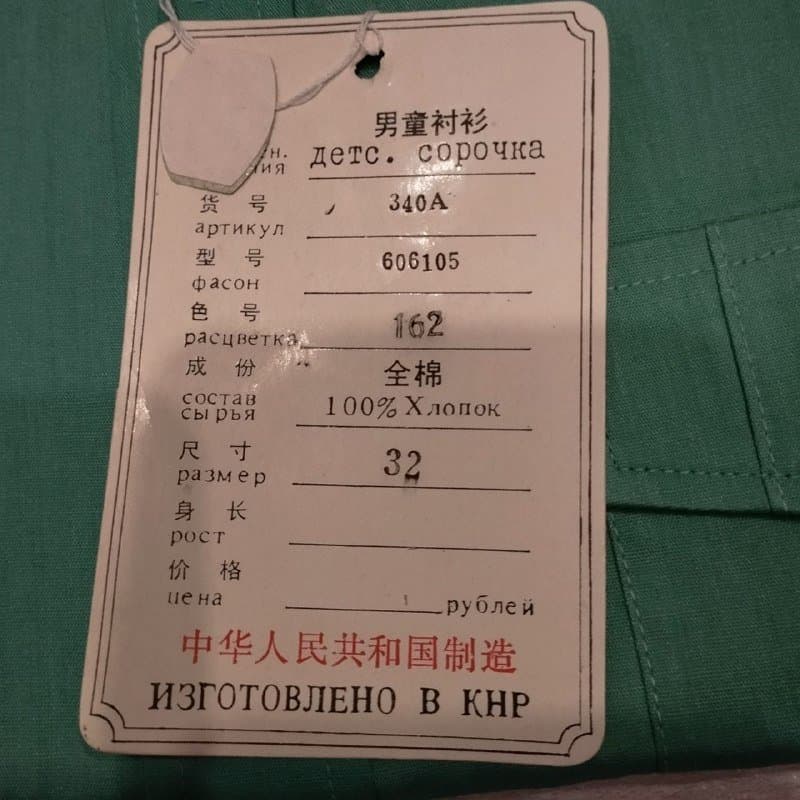 男童衬衫
детс. сорочка
货号 340А
артикул
型号 606105
фасон
色号 162
расцветка
成份 全棉
состав
сырья 100% Хлопок
尺寸 32
размер
身长
рост
价格
цена рублей
中华人民共和国制造
ИЗГОТОВЛЕНО В КНР